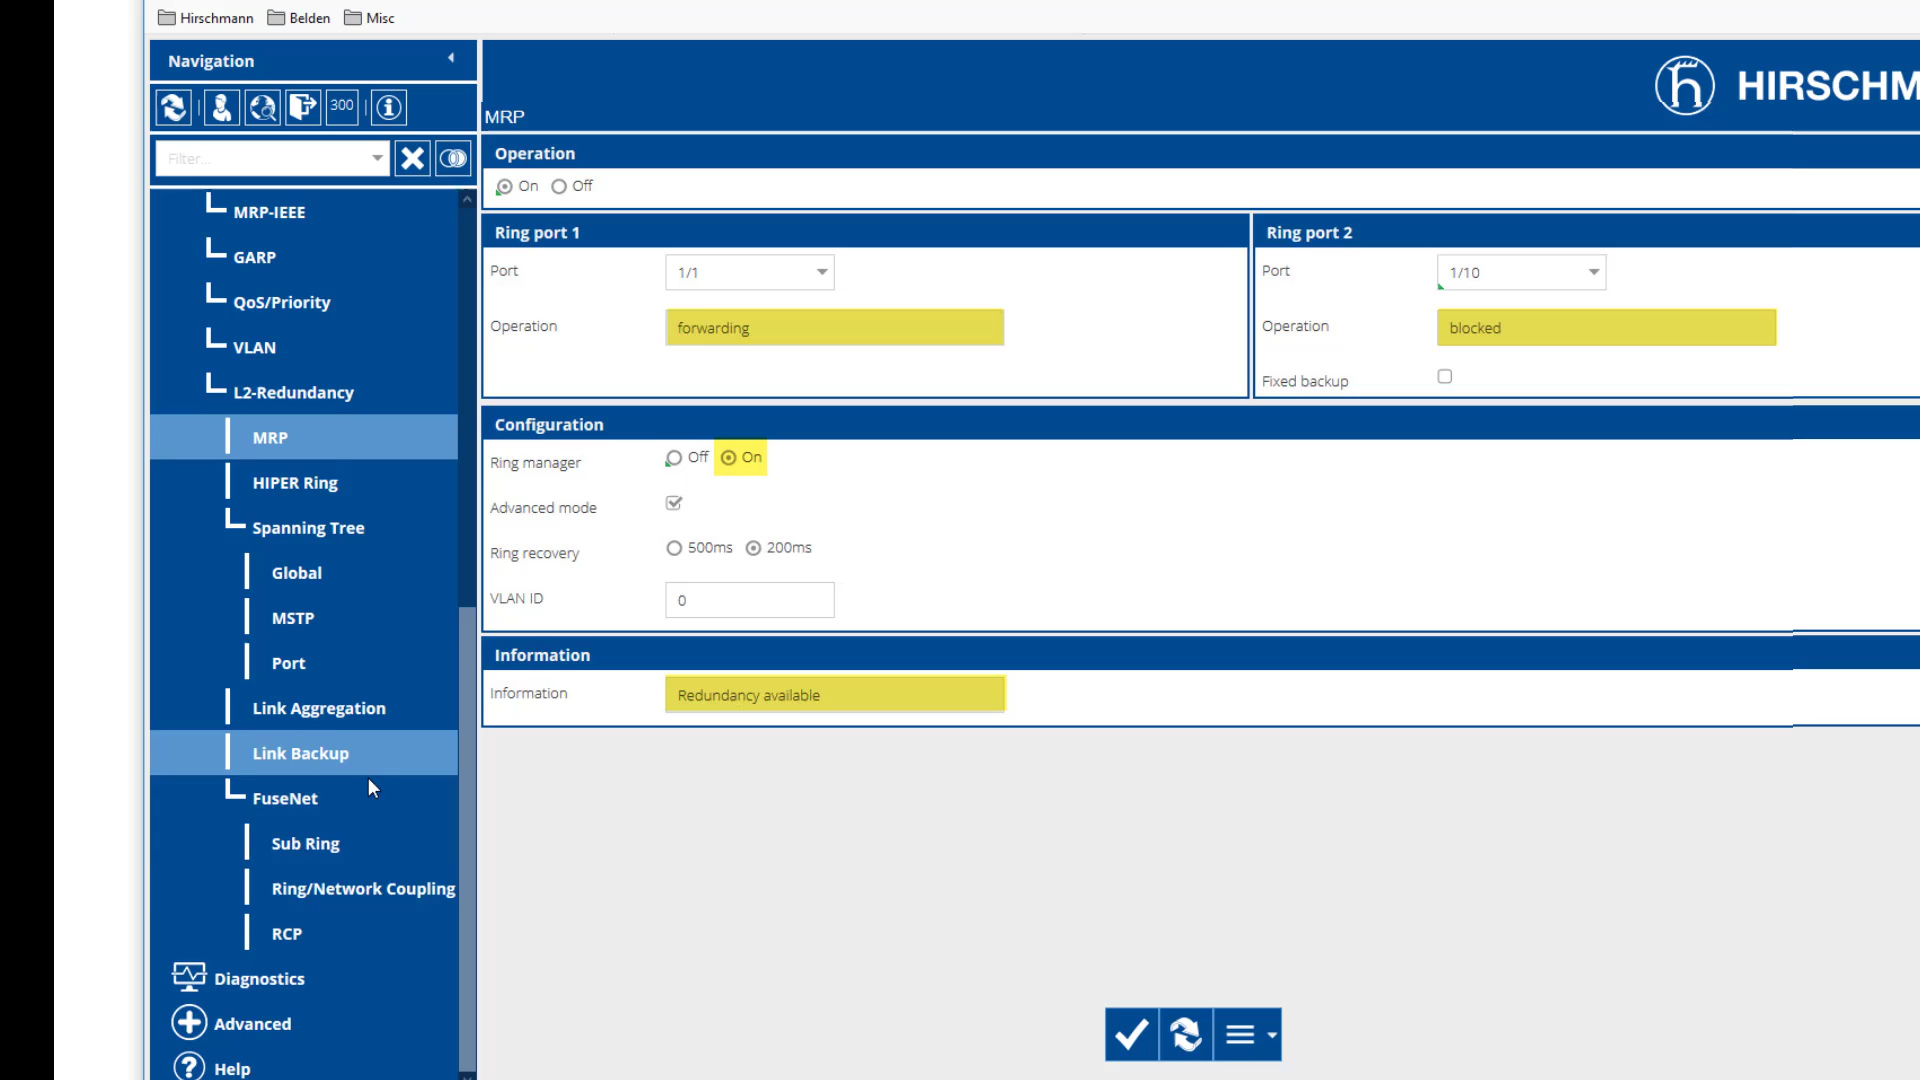 Hirschmann Belden Misc
Navigation
300
Filter...
MRP-IEEE
GARP
QoS/Priority
VLAN
L2-Redundancy
MRP
HIPER Ring
Spanning Tree
Global
MSTP
Port
Link Aggregation
Link Backup
FuseNet
Sub Ring
Ring/Network Coupling
RCP
Diagnostics
Advanced
Help
HIRSCHM
MRP
Operation
On Off
Ring port 1
Port 1/1
Operation forwarding
Ring port 2
Port 1/10
Operation blocked
Fixed backup
Configuration
Ring manager Off On
Advanced mode
Ring recovery 500ms 200ms
VLAN ID 0
Information
Information Redundancy available